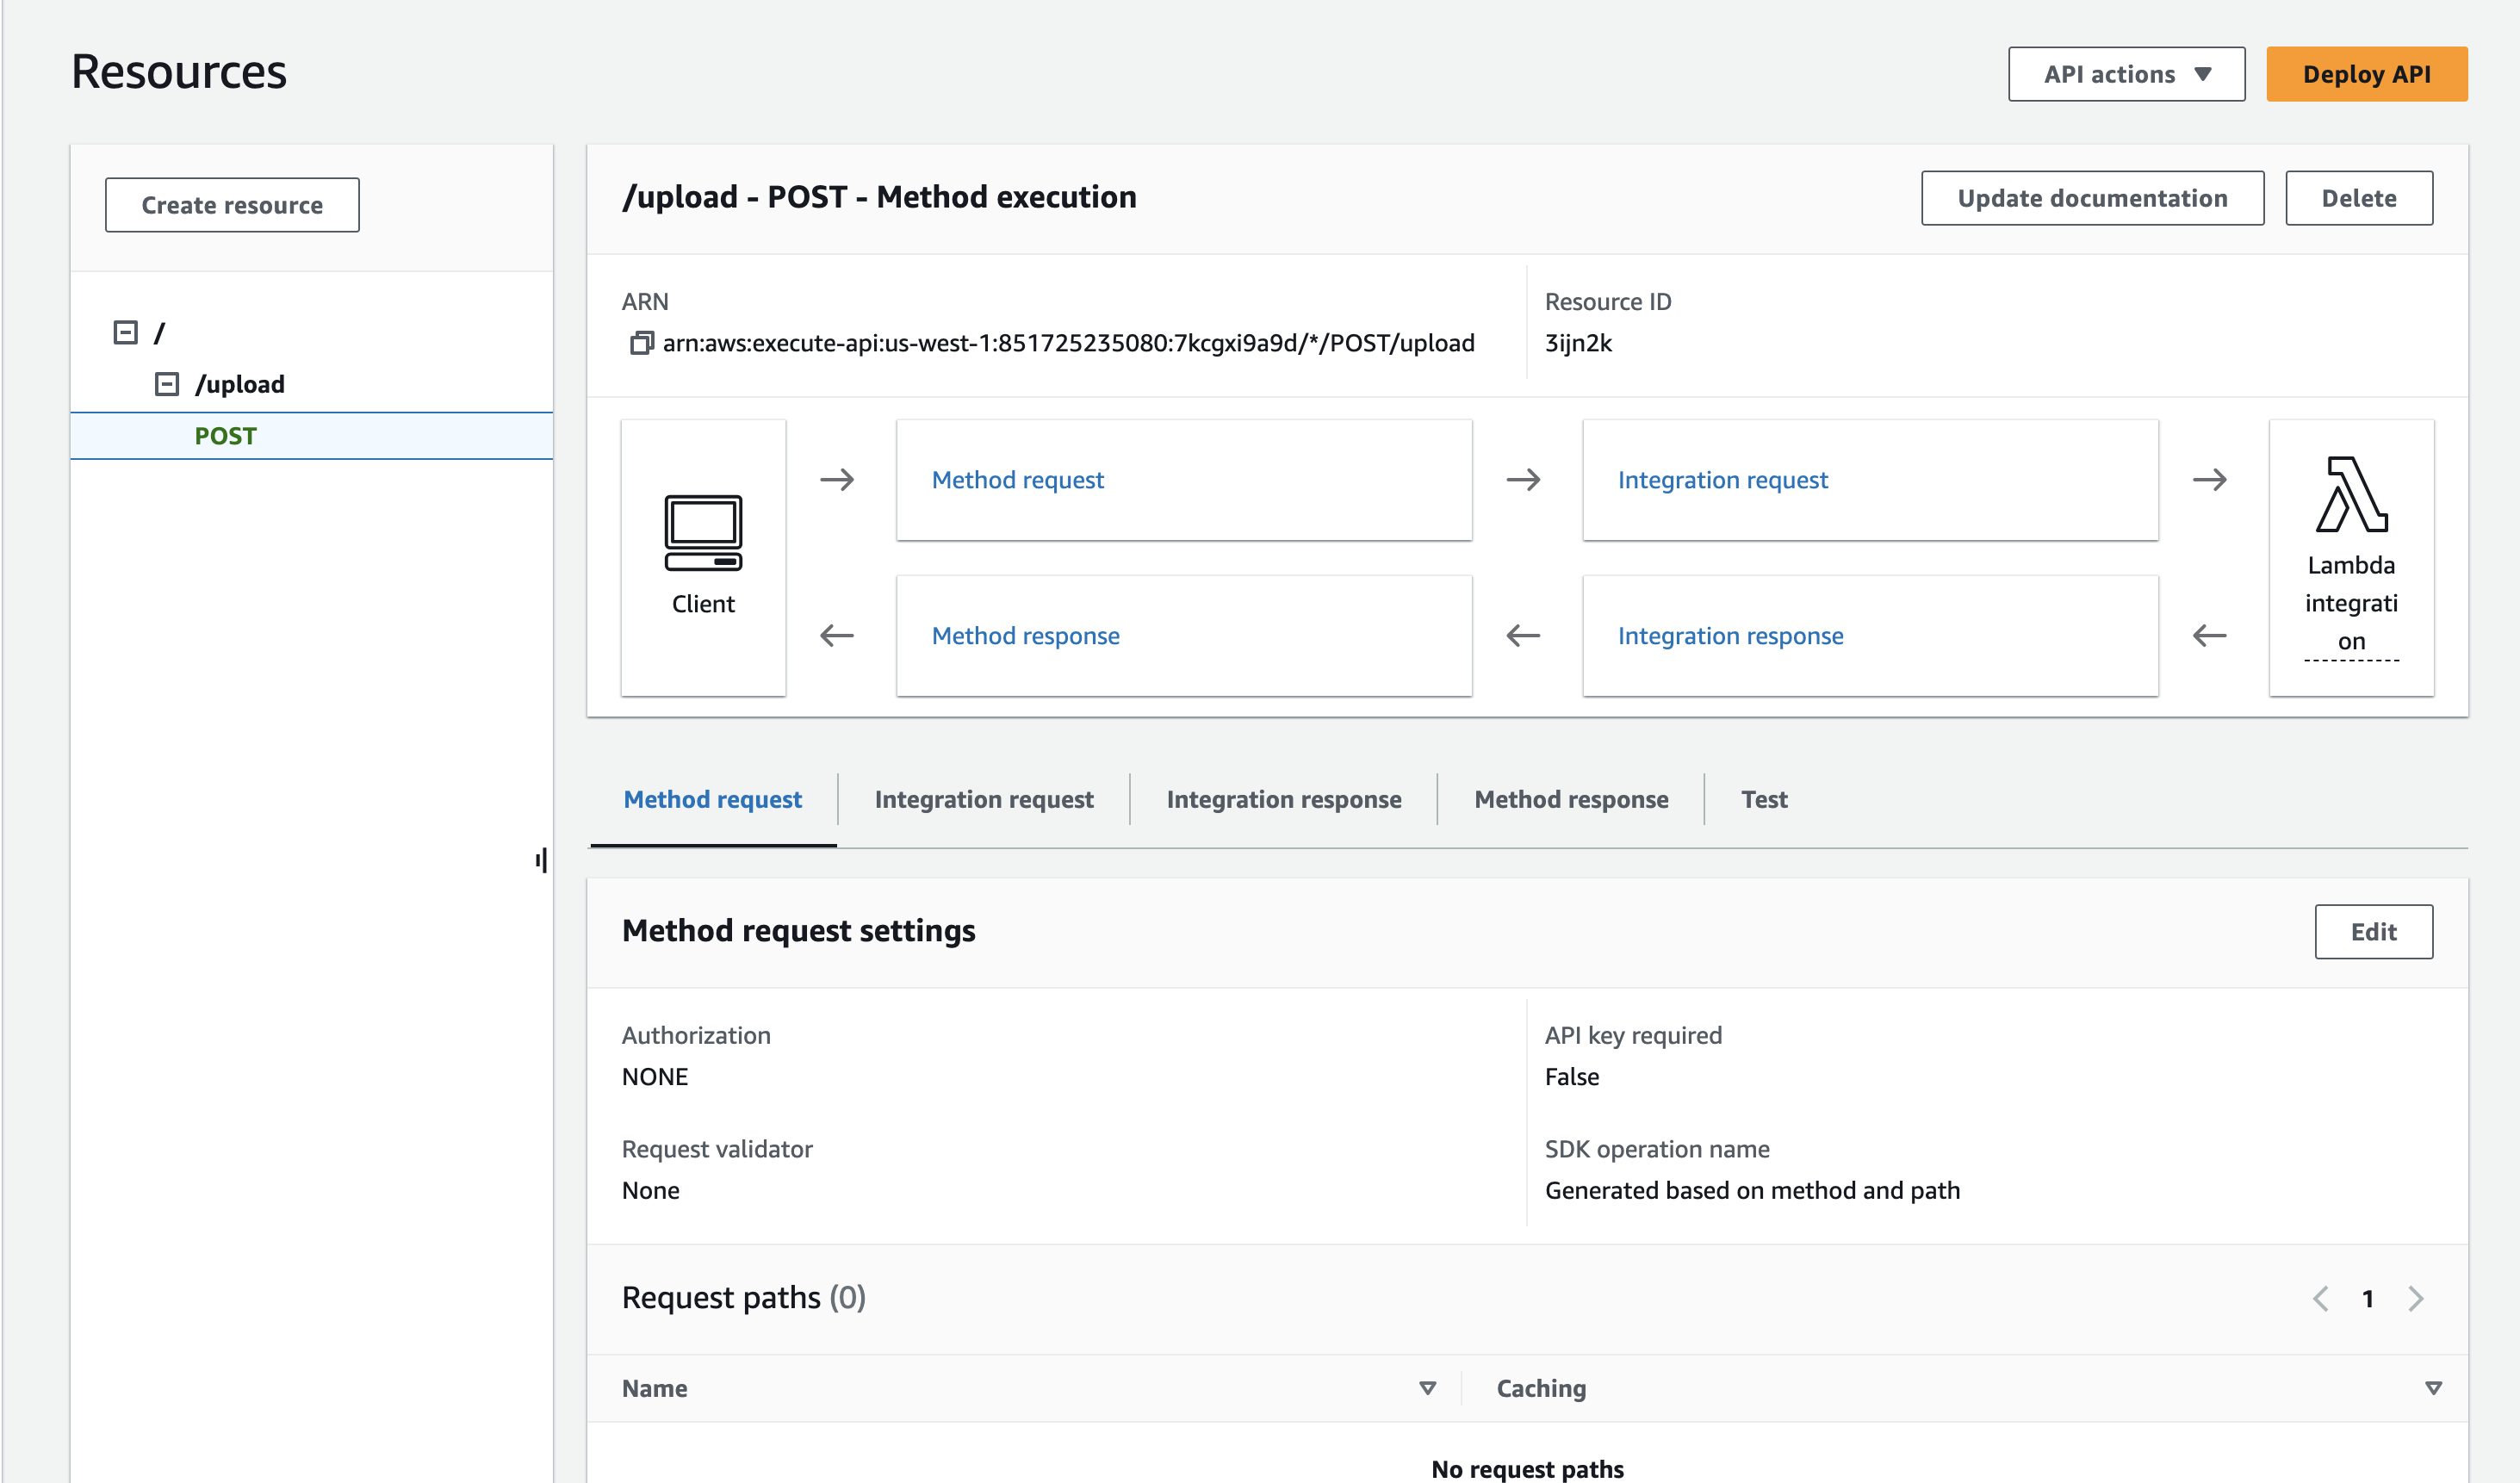 Resources
API actions
Deploy API
Create resource
/
/upload
POST
/upload - POST - Method execution
Update documentation
Delete
ARN
arn:aws:execute-api:us-west-1:851725235080:7kcgxi9a9d/*/POST/upload
Resource ID
3ijn2k
Client
Method request
Integration request
Lambda
integrati
on
Method response
Integration response
Method request
Integration request
Integration response
Method response
Test
Method request settings
Edit
Authorization
NONE
API key required
False
Request validator
None
SDK operation name
Generated based on method and path
Request paths (0)
1
Name
Caching
No request paths